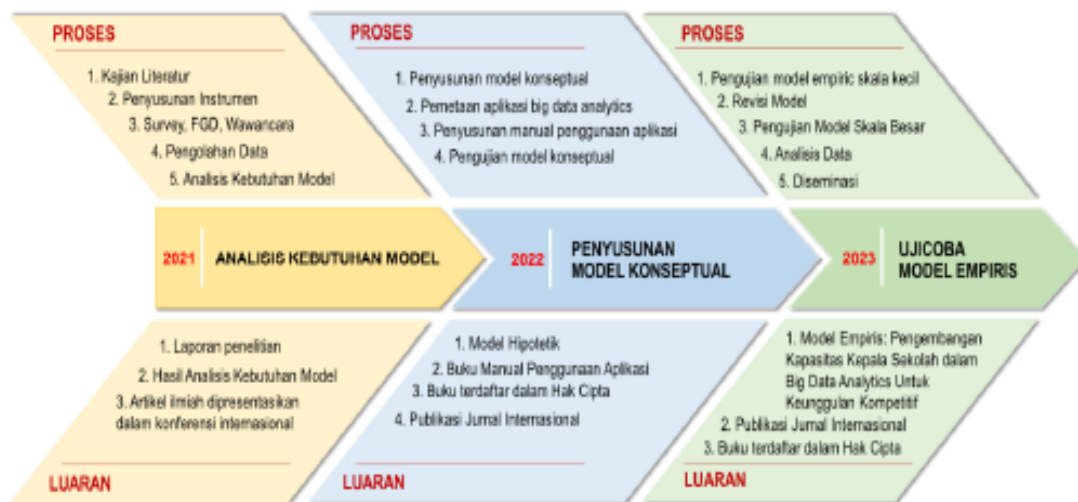 PROSES
1. Kajian Literatur
2. Penyusunan Instrumen
3. Survey, FGD, Wawancara
4. Pengolahan Data
5. Analisis Kebutuhan Model
PROSES
1. Penyusunan model konseptual
2. Pemetaan aplikasi big data analytics
3. Penyusunan manual penggunaan aplikasi
4. Pengujian model konseptual
PROSES
1. Pengujian model empiric skala kecil
2. Revisi Model
3. Pengujian Model Skala Besar
4. Analisis Data
5. Diseminasi
2021 ANALISIS KEBUTUHAN MODEL
2022 PENYUSUNAN
MODEL KONSEPTUAL
2023 UJICOBA
MODEL EMPIRIS
1. Laporan penelitian
2. Hasil Analisis Kebutuhan Model
3. Artikel ilmiah dipresentasikan
dalam konferensi internasional
LUARAN
1. Model Hipotetik
2. Buku Manual Penggunaan Aplikasi
3. Buku terdaftar dalam Hak Cipta
4. Publikasi Jurnal Internasional
LUARAN
1. Model Empiris: Pengembangan
Kapasitas Kepala Sekolah dalam
Big Data Analytics Untuk
Keunggulan Kompetitif
2. Publikasi Jurnal Internasional
3. Buku terdaftar dalam Hak Cipta
LUARAN